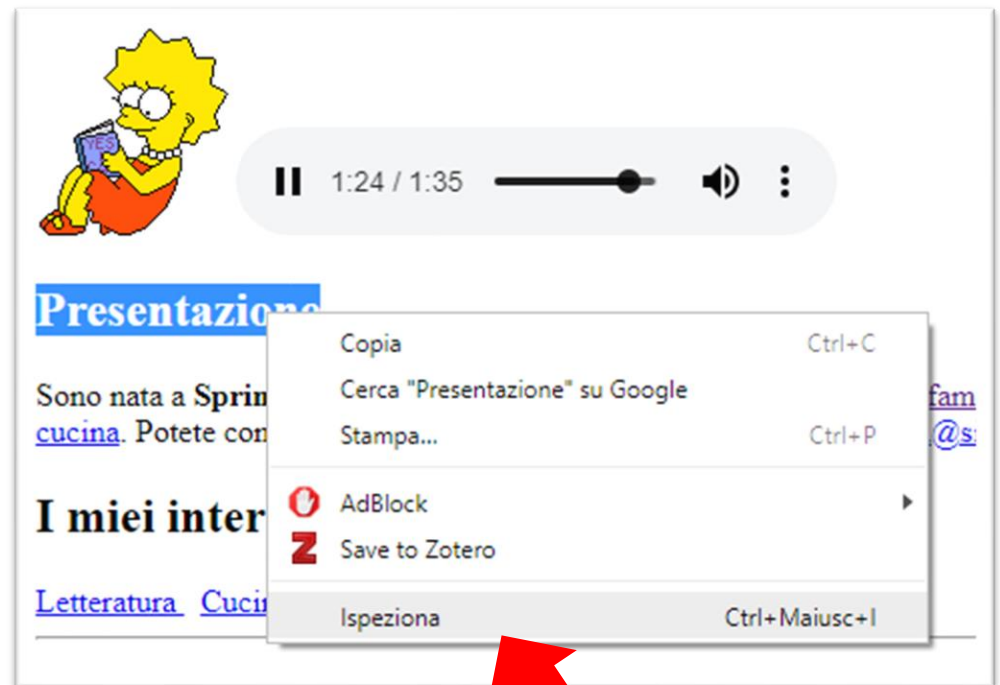 YES
1:24 / 1:35
Presentazione
Copia Ctrl+C
Cerca "Presentazione" su Google
Sono nata a Sprin fam
Stampa... Ctrl+P
cucina. Potete con @s
AdBlock
I miei inter
Save to Zotero
Letteratura Cuci
Ispeziona Ctrl+Maiusc+I